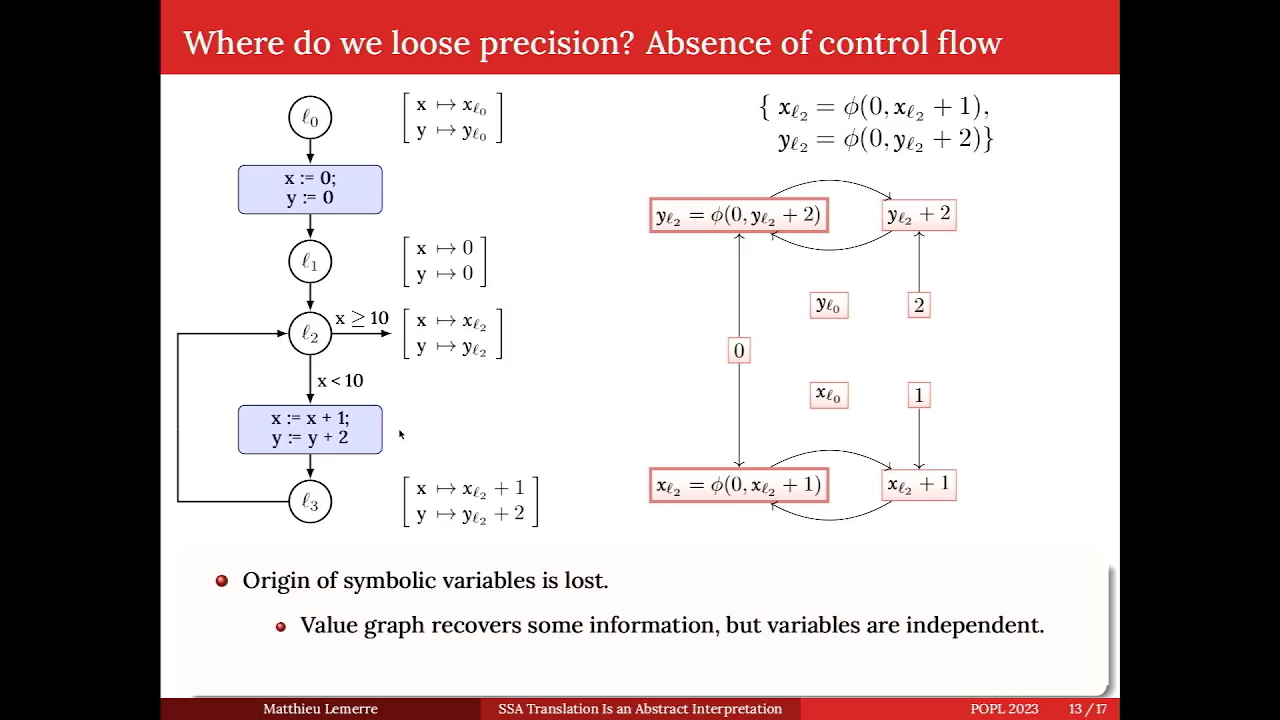 Where do we loose precision? Absence of control flow
ℓ₀
x ↦ x_ℓ₀
y ↦ y_ℓ₀
x := 0;
y := 0
ℓ₁
x ↦ 0
y ↦ 0
ℓ₂
x ≥ 10
x ↦ x_ℓ₂
y ↦ y_ℓ₂
x < 10
x := x + 1;
y := y + 2
ℓ₃
x ↦ x_ℓ₂ + 1
y ↦ y_ℓ₂ + 2
{ x_ℓ₂ = ϕ(0, x_ℓ₂ + 1),
y_ℓ₂ = ϕ(0, y_ℓ₂ + 2)}
y_ℓ₂ = ϕ(0, y_ℓ₂ + 2)
y_ℓ₂ + 2
y_ℓ₀
2
0
x_ℓ₀
1
x_ℓ₂ = ϕ(0, x_ℓ₂ + 1)
x_ℓ₂ + 1
Origin of symbolic variables is lost.
Value graph recovers some information, but variables are independent.
Matthieu Lemerre SSA Translation Is an Abstract Interpretation POPL 2023 13 / 17